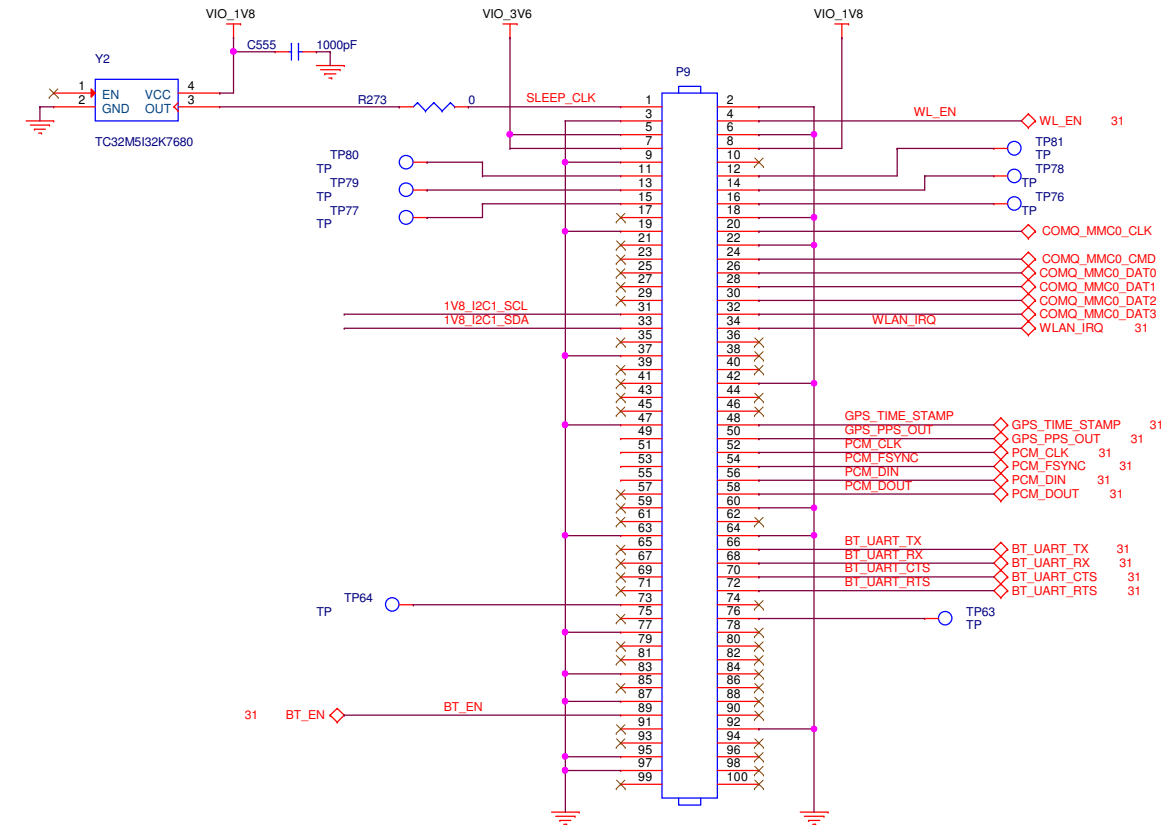 VIO_1V8 VIO_3V6 VIO_1V8
C555 1000pF
Y2
P9
1 EN VCC 4
2 GND OUT 3
TC32M5I32K7680
R273 0 SLEEP_CLK
1 2
3 4 WL_EN WL_EN 31
5 6
7 8
TP81
TP
9 10
TP80
TP
11 12
TP78
TP
13 14
TP79
TP
15 16
TP76
TP
TP77
TP
17 18
19 20 COMQ_MMC0_CLK
21 22
23 24 COMQ_MMC0_CMD
25 26 COMQ_MMC0_DAT0
27 28 COMQ_MMC0_DAT1
29 30 COMQ_MMC0_DAT2
1V8_I2C1_SCL 31 32 COMQ_MMC0_DAT3
1V8_I2C1_SDA 33 34 WLAN_IRQ WLAN_IRQ 31
35 36
37 38
39 40
41 42
43 44
45 46
47 48 GPS_TIME_STAMP GPS_TIME_STAMP 31
49 50 GPS_PPS_OUT GPS_PPS_OUT 31
51 52 PCM_CLK PCM_CLK 31
53 54 PCM_FSYNC PCM_FSYNC 31
55 56 PCM_DIN PCM_DIN 31
57 58 PCM_DOUT PCM_DOUT 31
59 60
61 62
63 64
65 66 BT_UART_TX BT_UART_TX 31
67 68 BT_UART_RX BT_UART_RX 31
69 70 BT_UART_CTS BT_UART_CTS 31
71 72 BT_UART_RTS BT_UART_RTS 31
TP64
TP
73 74
75 76 TP63
TP
77 78
79 80
81 82
83 84
85 86
87 88
31 BT_EN BT_EN 89 90
91 92
93 94
95 96
97 98
99 100